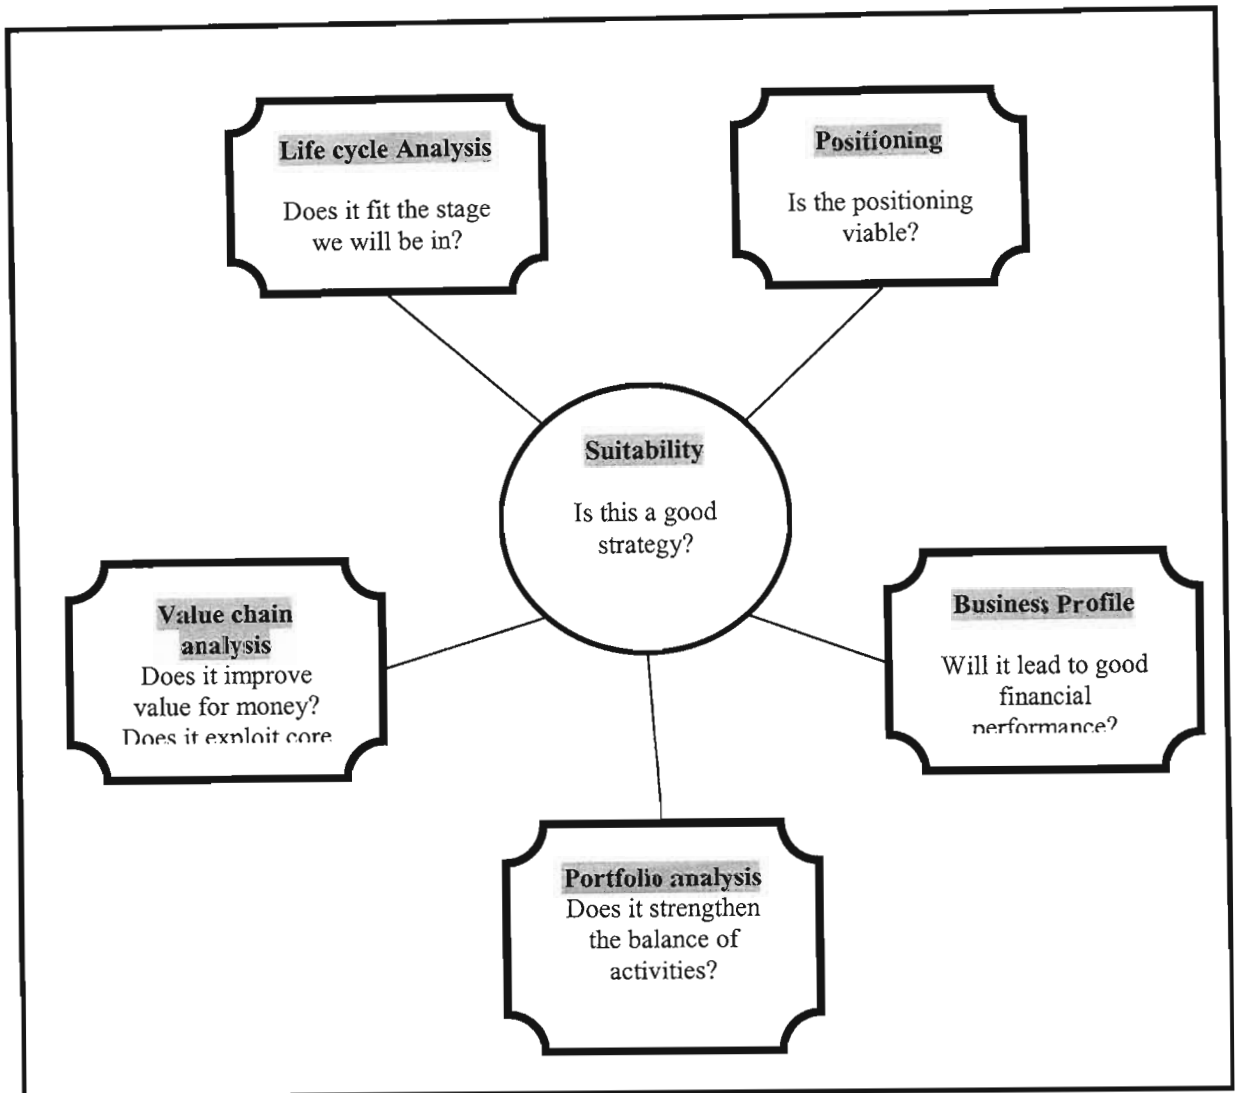 Life cycle Analysis
Does it fit the stage
we will be in?
Positioning
Is the positioning
viable?
Suitability
Is this a good
strategy?
Value chain
analysis
Does it improve
value for money?
Does it exploit core
Business Profile
Will it lead to good
financial
performance?
Portfolio analysis
Does it strengthen
the balance of
activities?